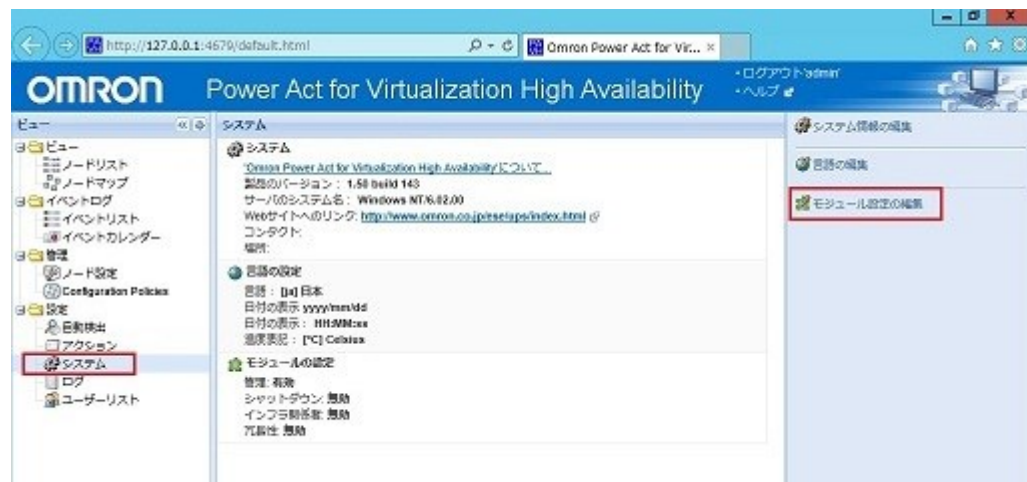 http://127.0.0.1:4679/default.html
Omron Power Act for Vir...
OMRON
Power Act for Virtualization High Availability
・ログアウト'admin'
・ヘルプ
ビュー
ビュー
ノードリスト
ノードマップ
イベントログ
イベントリスト
イベントカレンダー
管理
ノード設定
Configuration Policies
設定
自動検出
アクション
システム
ログ
ユーザーリスト
システム
システム
'Omron Power Act for Virtualization High Availability'について...
製品のバージョン： 1.50 build 143
サーバのシステム名： Windows NT/6.02.00
Webサイトへのリンク: http://www.omron.co.jp/ese/ups/index.html
コンタクト:
場所:
言語の設定
言語： [ja] 日本
日付の表示 yyyy/mm/dd
日付の表示： HH:MM:ss
温度表記： [°C] Celsius
モジュールの設定
管理: 有効
シャットダウン: 無効
インフラ関係者: 無効
冗長性: 無効
システム情報の編集
言語の編集
モジュール設定の編集